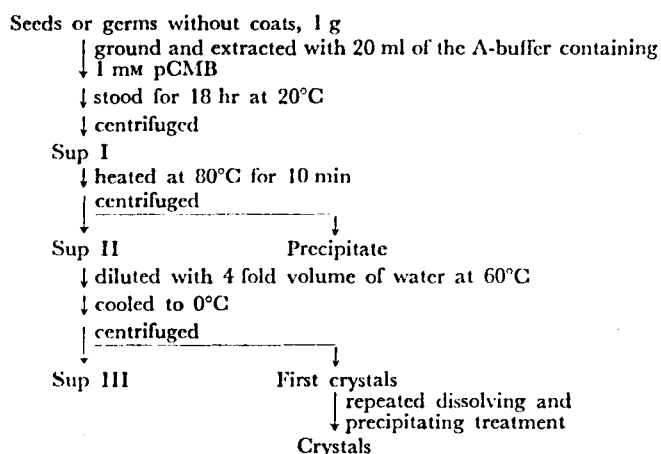 Seeds or germs without coats, 1 g
ground and extracted with 20 ml of the A-buffer containing
1 mM pCMB
stood for 18 hr at 20°C
centrifuged
Sup I
heated at 80°C for 10 min
centrifuged
Sup II Precipitate
diluted with 4 fold volume of water at 60°C
cooled to 0°C
centrifuged
Sup III First crystals
repeated dissolving and
precipitating treatment
Crystals